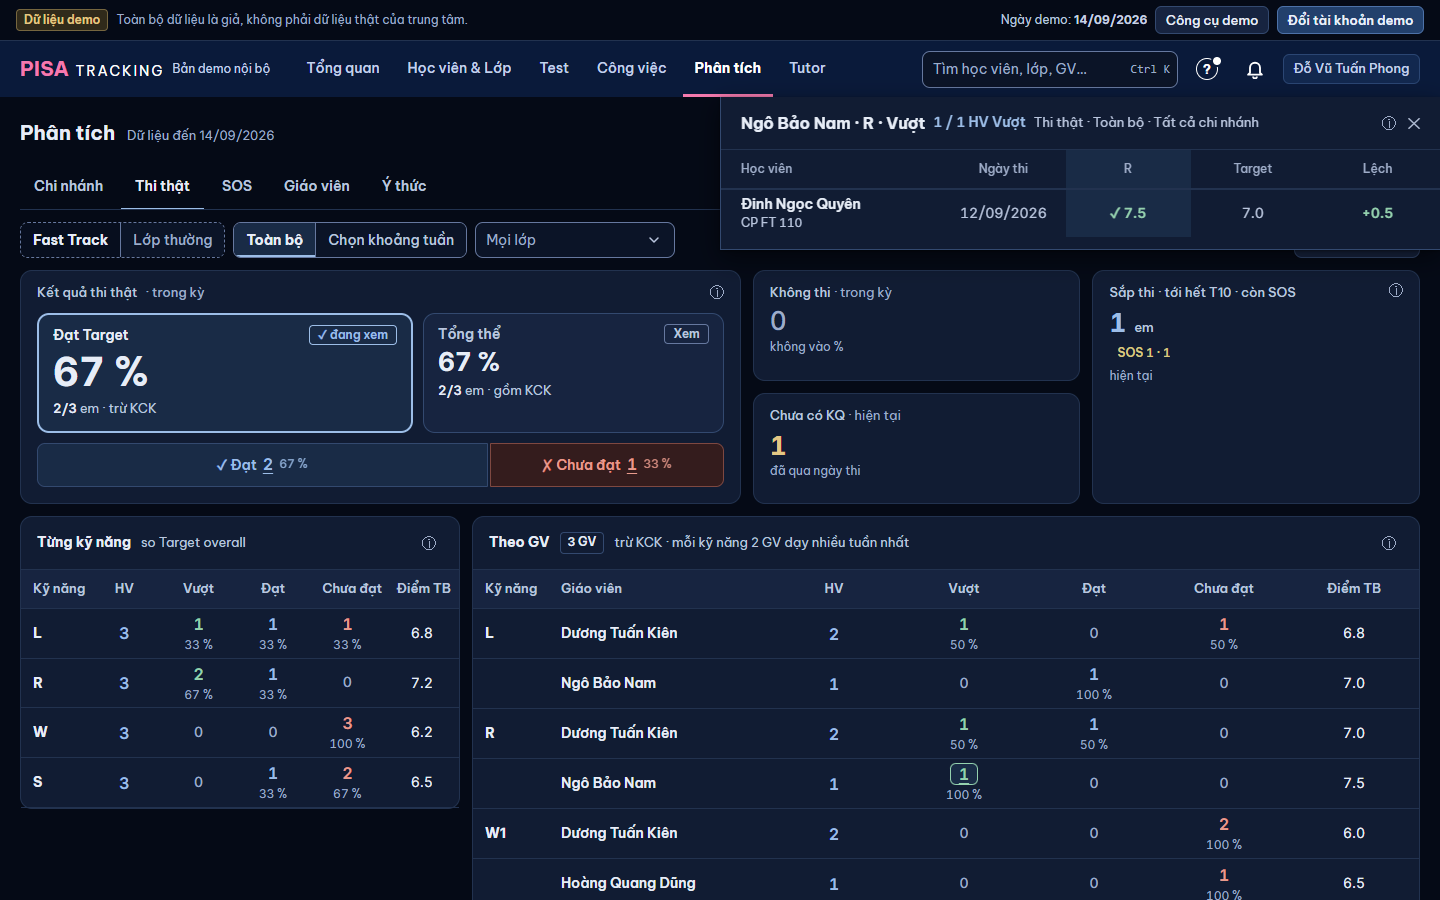 Dữ liệu demo Toàn bộ dữ liệu là giả, không phải dữ liệu thật của trung tâm. Ngày demo: 14/09/2026 Công cụ demo Đổi tài khoản demo
PISA TRACKING Bản demo nội bộ Tổng quan Học viên & Lớp Test Công việc Phân tích Tutor Tìm học viên, lớp, GV... Ctrl K ? Đỗ Vũ Tuấn Phong
Phân tích Dữ liệu đến 14/09/2026
Ngô Bảo Nam · R · Vượt 1 / 1 HV Vượt Thi thật · Toàn bộ · Tất cả chi nhánh
Học viên Ngày thi R Target Lệch
Đinh Ngọc Quyên 12/09/2026 ✓ 7.5 7.0 +0.5
CP FT 110
Chi nhánh Thi thật SOS Giáo viên Ý thức
Fast Track Lớp thường Toàn bộ Chọn khoảng tuần Mọi lớp
Kết quả thi thật · trong kỳ
Đạt Target ✓ đang xem
67 %
2/3 em · trừ KCK
Tổng thể Xem
67 %
2/3 em · gồm KCK
✓ Đạt 2 67 % ✗ Chưa đạt 1 33 %
Không thi · trong kỳ
0
không vào %
Chưa có KQ · hiện tại
1
đã qua ngày thi
Sắp thi · tới hết T10 · còn SOS
1 em
SOS 1 · 1
hiện tại
Từng kỹ năng so Target overall
Kỹ năng HV Vượt Đạt Chưa đạt Điểm TB
L 3 1 1 1 6.8
33 % 33 % 33 %
R 3 2 1 0 7.2
67 % 33 %
W 3 0 0 3 6.2
100 %
S 3 0 1 2 6.5
33 % 67 %
Theo GV 3 GV trừ KCK · mỗi kỹ năng 2 GV dạy nhiều tuần nhất
Kỹ năng Giáo viên HV Vượt Đạt Chưa đạt Điểm TB
L Dương Tuấn Kiên 2 1 0 1 6.8
50 % 50 %
Ngô Bảo Nam 1 0 1 0 7.0
100 %
R Dương Tuấn Kiên 2 1 1 0 7.0
50 % 50 %
Ngô Bảo Nam 1 1 0 0 7.5
100 %
W1 Dương Tuấn Kiên 2 0 0 2 6.0
100 %
Hoàng Quang Dũng 1 0 0 1 6.5
100 %